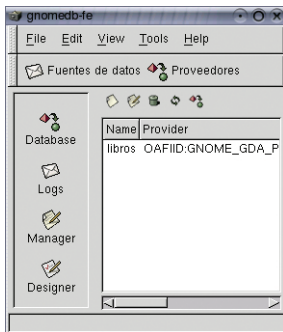 gnomedb-fe
File Edit View Tools Help
Fuentes de datos Proveedores
Database
Logs
Manager
Designer
Name Provider
libros OAFIID:GNOME_GDA_P